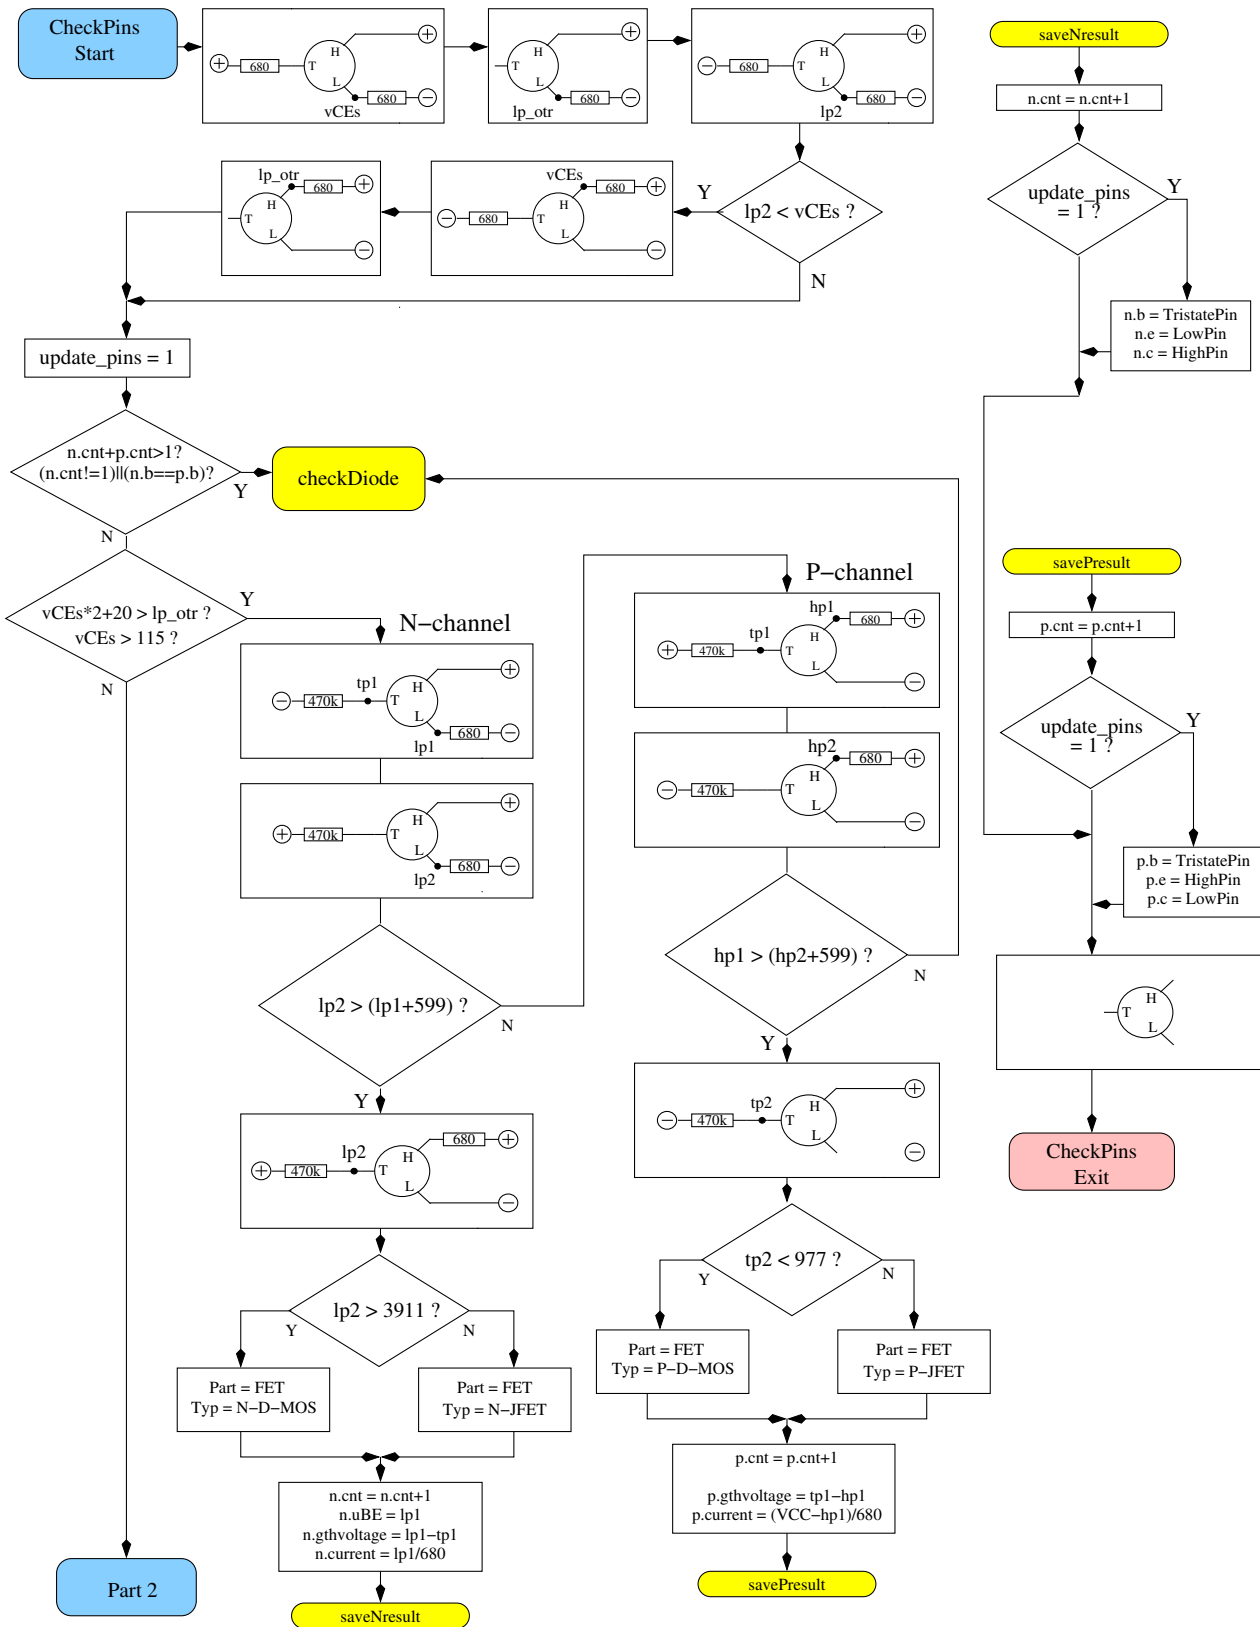 CheckPins
Start
+
680
T
H
L
+
680
−
vCEs
T
H
L
+
680
−
lp_otr
−
680
T
H
L
+
680
−
lp2
lp_otr
680
+
T
H
L
−
vCEs
680
+
−
680
T
H
L
−
Y
lp2 < vCEs ?
N
update_pins = 1
n.cnt+p.cnt>1?
(n.cnt!=1)||(n.b==p.b)?
Y
N
checkDiode
vCEs*2+20 > lp_otr ?
vCEs > 115 ?
Y
N
N−channel
tp1
−
470k
T
H
L
+
680
−
lp1
+
470k
T
H
L
+
680
−
lp2
lp2 > (lp1+599) ?
N
Y
lp2
+
470k
T
H
L
680
+
−
lp2 > 3911 ?
Y
N
Part = FET
Typ = N−D−MOS
Part = FET
Typ = N−JFET
n.cnt = n.cnt+1
n.uBE = lp1
n.gthvoltage = lp1−tp1
n.current = lp1/680
saveNresult
Part 2
P−channel
hp1
680
+
tp1
+
470k
T
H
L
−
hp2
680
+
−
470k
T
H
L
−
hp1 > (hp2+599) ?
N
Y
tp2
−
470k
T
H
L
+
−
tp2 < 977 ?
Y
N
Part = FET
Typ = P−D−MOS
Part = FET
Typ = P−JFET
p.cnt = p.cnt+1
p.gthvoltage = tp1−hp1
p.current = (VCC−hp1)/680
savePresult
saveNresult
n.cnt = n.cnt+1
update_pins
= 1 ?
Y
n.b = TristatePin
n.e = LowPin
n.c = HighPin
savePresult
p.cnt = p.cnt+1
update_pins
= 1 ?
Y
p.b = TristatePin
p.e = HighPin
p.c = LowPin
T
H
L
CheckPins
Exit